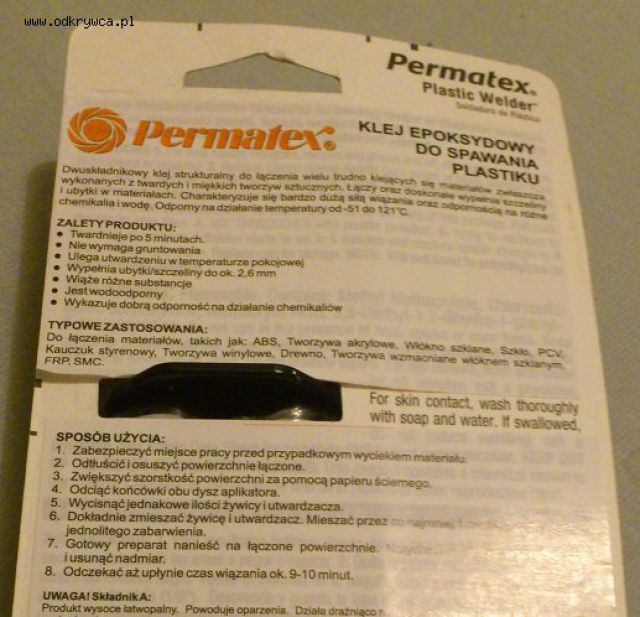 www.odkrywca.pl
Permatex®
Plastic Welder™
Soldadura de Plástico
Permatex®
KLEJ EPOKSYDOWY
DO SPAWANIA
PLASTIKU
Dwuskładnikowy klej strukturalny do łączenia wielu trudno klejących się materiałów zwłaszcza
wykonanych z twardych i miękkich tworzyw sztucznych. Łączy oraz doskonale wypełnia szczeliny
i ubytki w materiałach. Charakteryzuje się bardzo dużą siłą wiązania oraz odpornością na różne
chemikalia i wodę. Odporny na działanie temperatury od -51 do 121°C.
ZALETY PRODUKTU:
• Twardnieje po 5 minutach.
• Nie wymaga gruntowania
• Ulega utwardzeniu w temperaturze pokojowej
• Wypełnia ubytki/szczeliny do ok. 2,6 mm
• Wiąże różne substancje
• Jest wodoodporny
• Wykazuje dobrą odporność na działanie chemikaliów
TYPOWE ZASTOSOWANIA:
Do łączenia materiałów, takich jak: ABS, Tworzywa akrylowe, Włókno szklane, Szkło, PCV,
Kauczuk styrenowy, Tworzywa winylowe, Drewno, Tworzywa wzmacniane włóknem szklanym,
FRP, SMC.
For skin contact, wash thoroughly
with soap and water. If swallowed,
SPOSÓB UŻYCIA:
1. Zabezpieczyć miejsce pracy przed przypadkowym wyciekiem materiału.
2. Odtłuścić i osuszyć powierzchnie łączone.
3. Zwiększyć szorstkość powierzchni za pomocą papieru ściernego.
4. Odciąć końcówki obu dysz aplikatora.
5. Wycisnąć jednakowe ilości żywicy i utwardzacza.
6. Dokładnie zmieszać żywicę i utwardzacz. Mieszać przez co najmniej 1
jednolitego zabarwienia.
7. Gotowy preparat nanieść na łączone powierzchnie.
i usunąć nadmiar.
8. Odczekać aż upłynie czas wiązania ok. 9-10 minut.
UWAGA! Składnik A:
Produkt wysoce łatwopalny. Powoduje oparzenia. Działa drażniąco